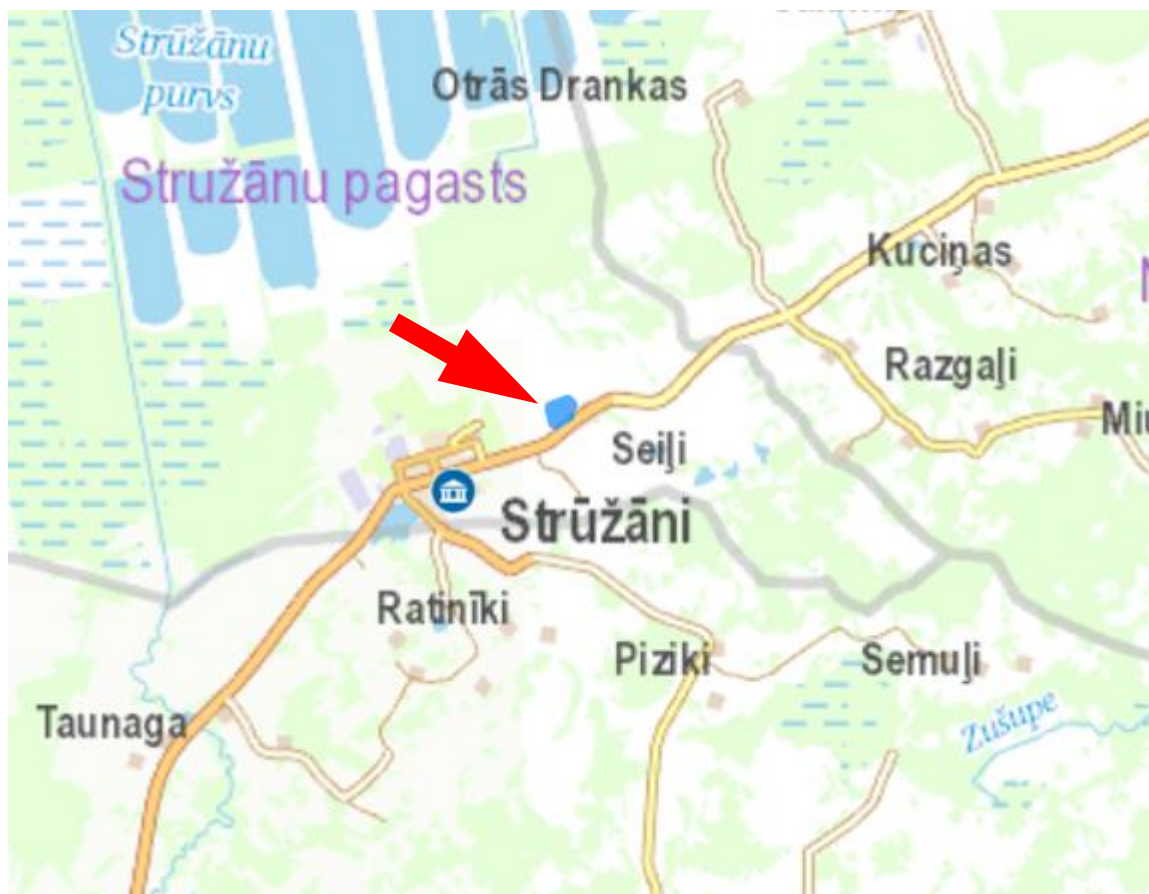 Strūžānu
purvs
Otrās Drankas
Stružānu pagasts
Kuciņas
Razgaļi
Seiļi
Strūžāni
Ratinīki
Piziki
Semuļi
Taunaga
Zušupe